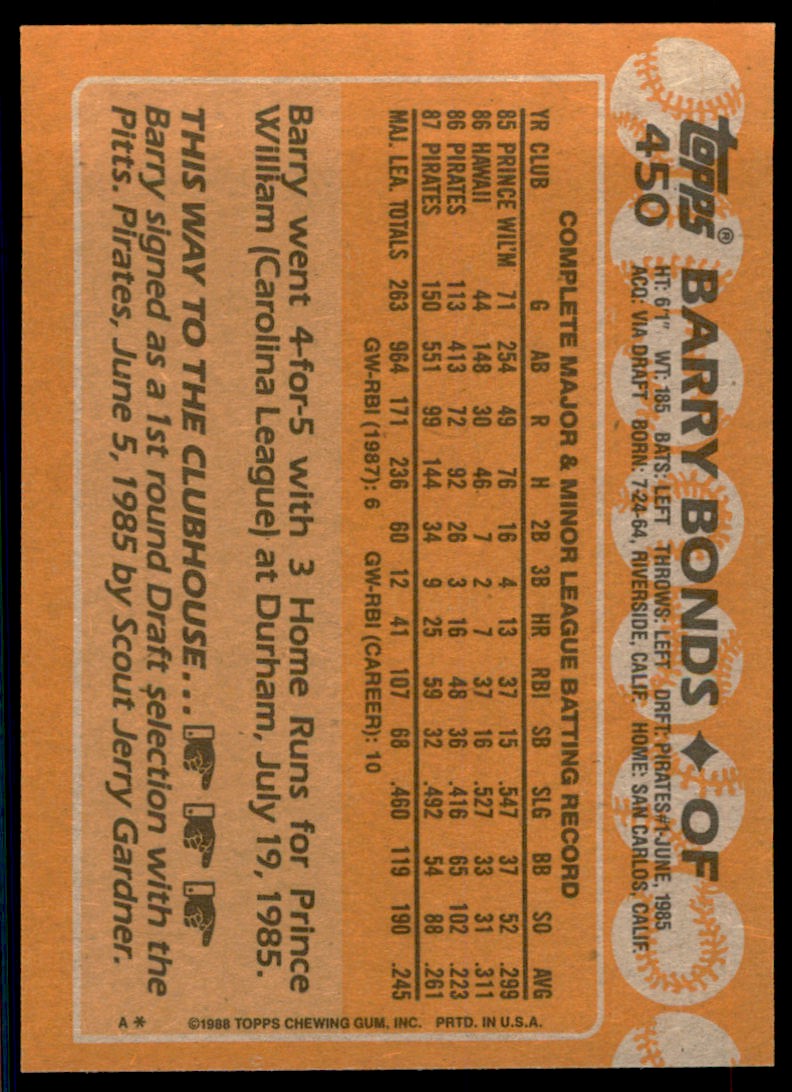 topps® BARRY BONDS ✦ OF
450 HT: 6'1" WT: 185 BATS: LEFT THROWS: LEFT DRFT: PIRATES #1-JUNE, 1985
ACQ: VIA DRAFT BORN: 7-24-64, RIVERSIDE, CALIF. HOME: SAN CARLOS, CALIF.
COMPLETE MAJOR & MINOR LEAGUE BATTING RECORD
YR CLUB G AB R H 2B 3B HR RBI SB SLG BB SO AVG
85 PRINCE WIL'M 71 254 49 76 16 4 13 37 15 .547 37 52 .299
86 HAWAII 44 148 30 46 7 2 7 37 16 .527 33 31 .311
86 PIRATES 113 413 72 92 26 3 16 48 36 .416 65 102 .223
87 PIRATES 150 551 99 144 34 9 25 59 32 .492 54 88 .261
MAJ. LEA. TOTALS 263 964 171 236 60 12 41 107 68 .460 119 190 .245
GW-RBI (1987): 6 GW-RBI (CAREER): 10
Barry went 4-for-5 with 3 Home Runs for Prince
William (Carolina League) at Durham, July 19, 1985.
THIS WAY TO THE CLUBHOUSE...
Barry signed as a 1st round Draft selection with the
Pitts. Pirates, June 5, 1985 by Scout Jerry Gardner.
A* ©1988 TOPPS CHEWING GUM, INC. PRTD. IN U.S.A.